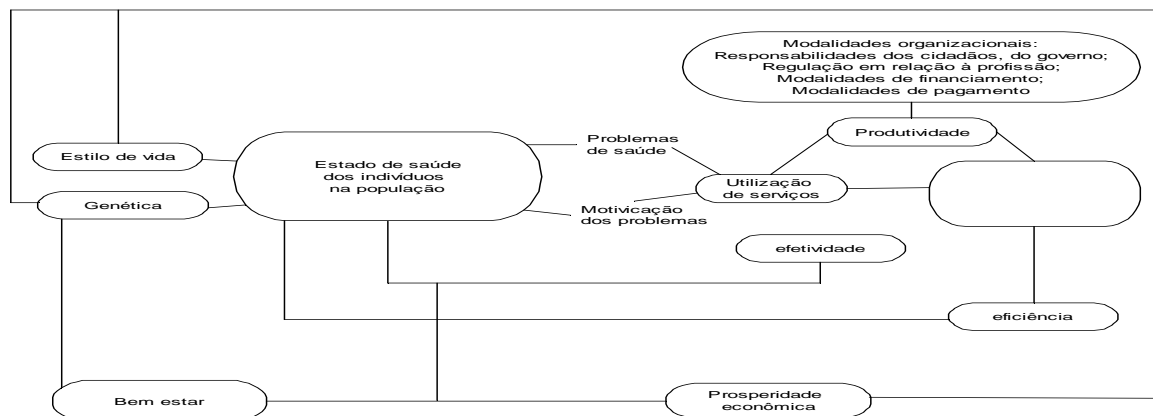 Modalidades organizacionais:
Responsabilidades dos cidadãos, do governo;
Regulação em relação à profissão;
Modalidades de financiamento;
Modalidades de pagamento
Produtividade
Problemas
de saúde
Estilo de vida
Estado de saúde
dos indivíduos
na população
Utilização
de serviços
Genética
Motivicação
dos problemas
efetividade
eficiência
Bem estar
Prosperidade
econômica